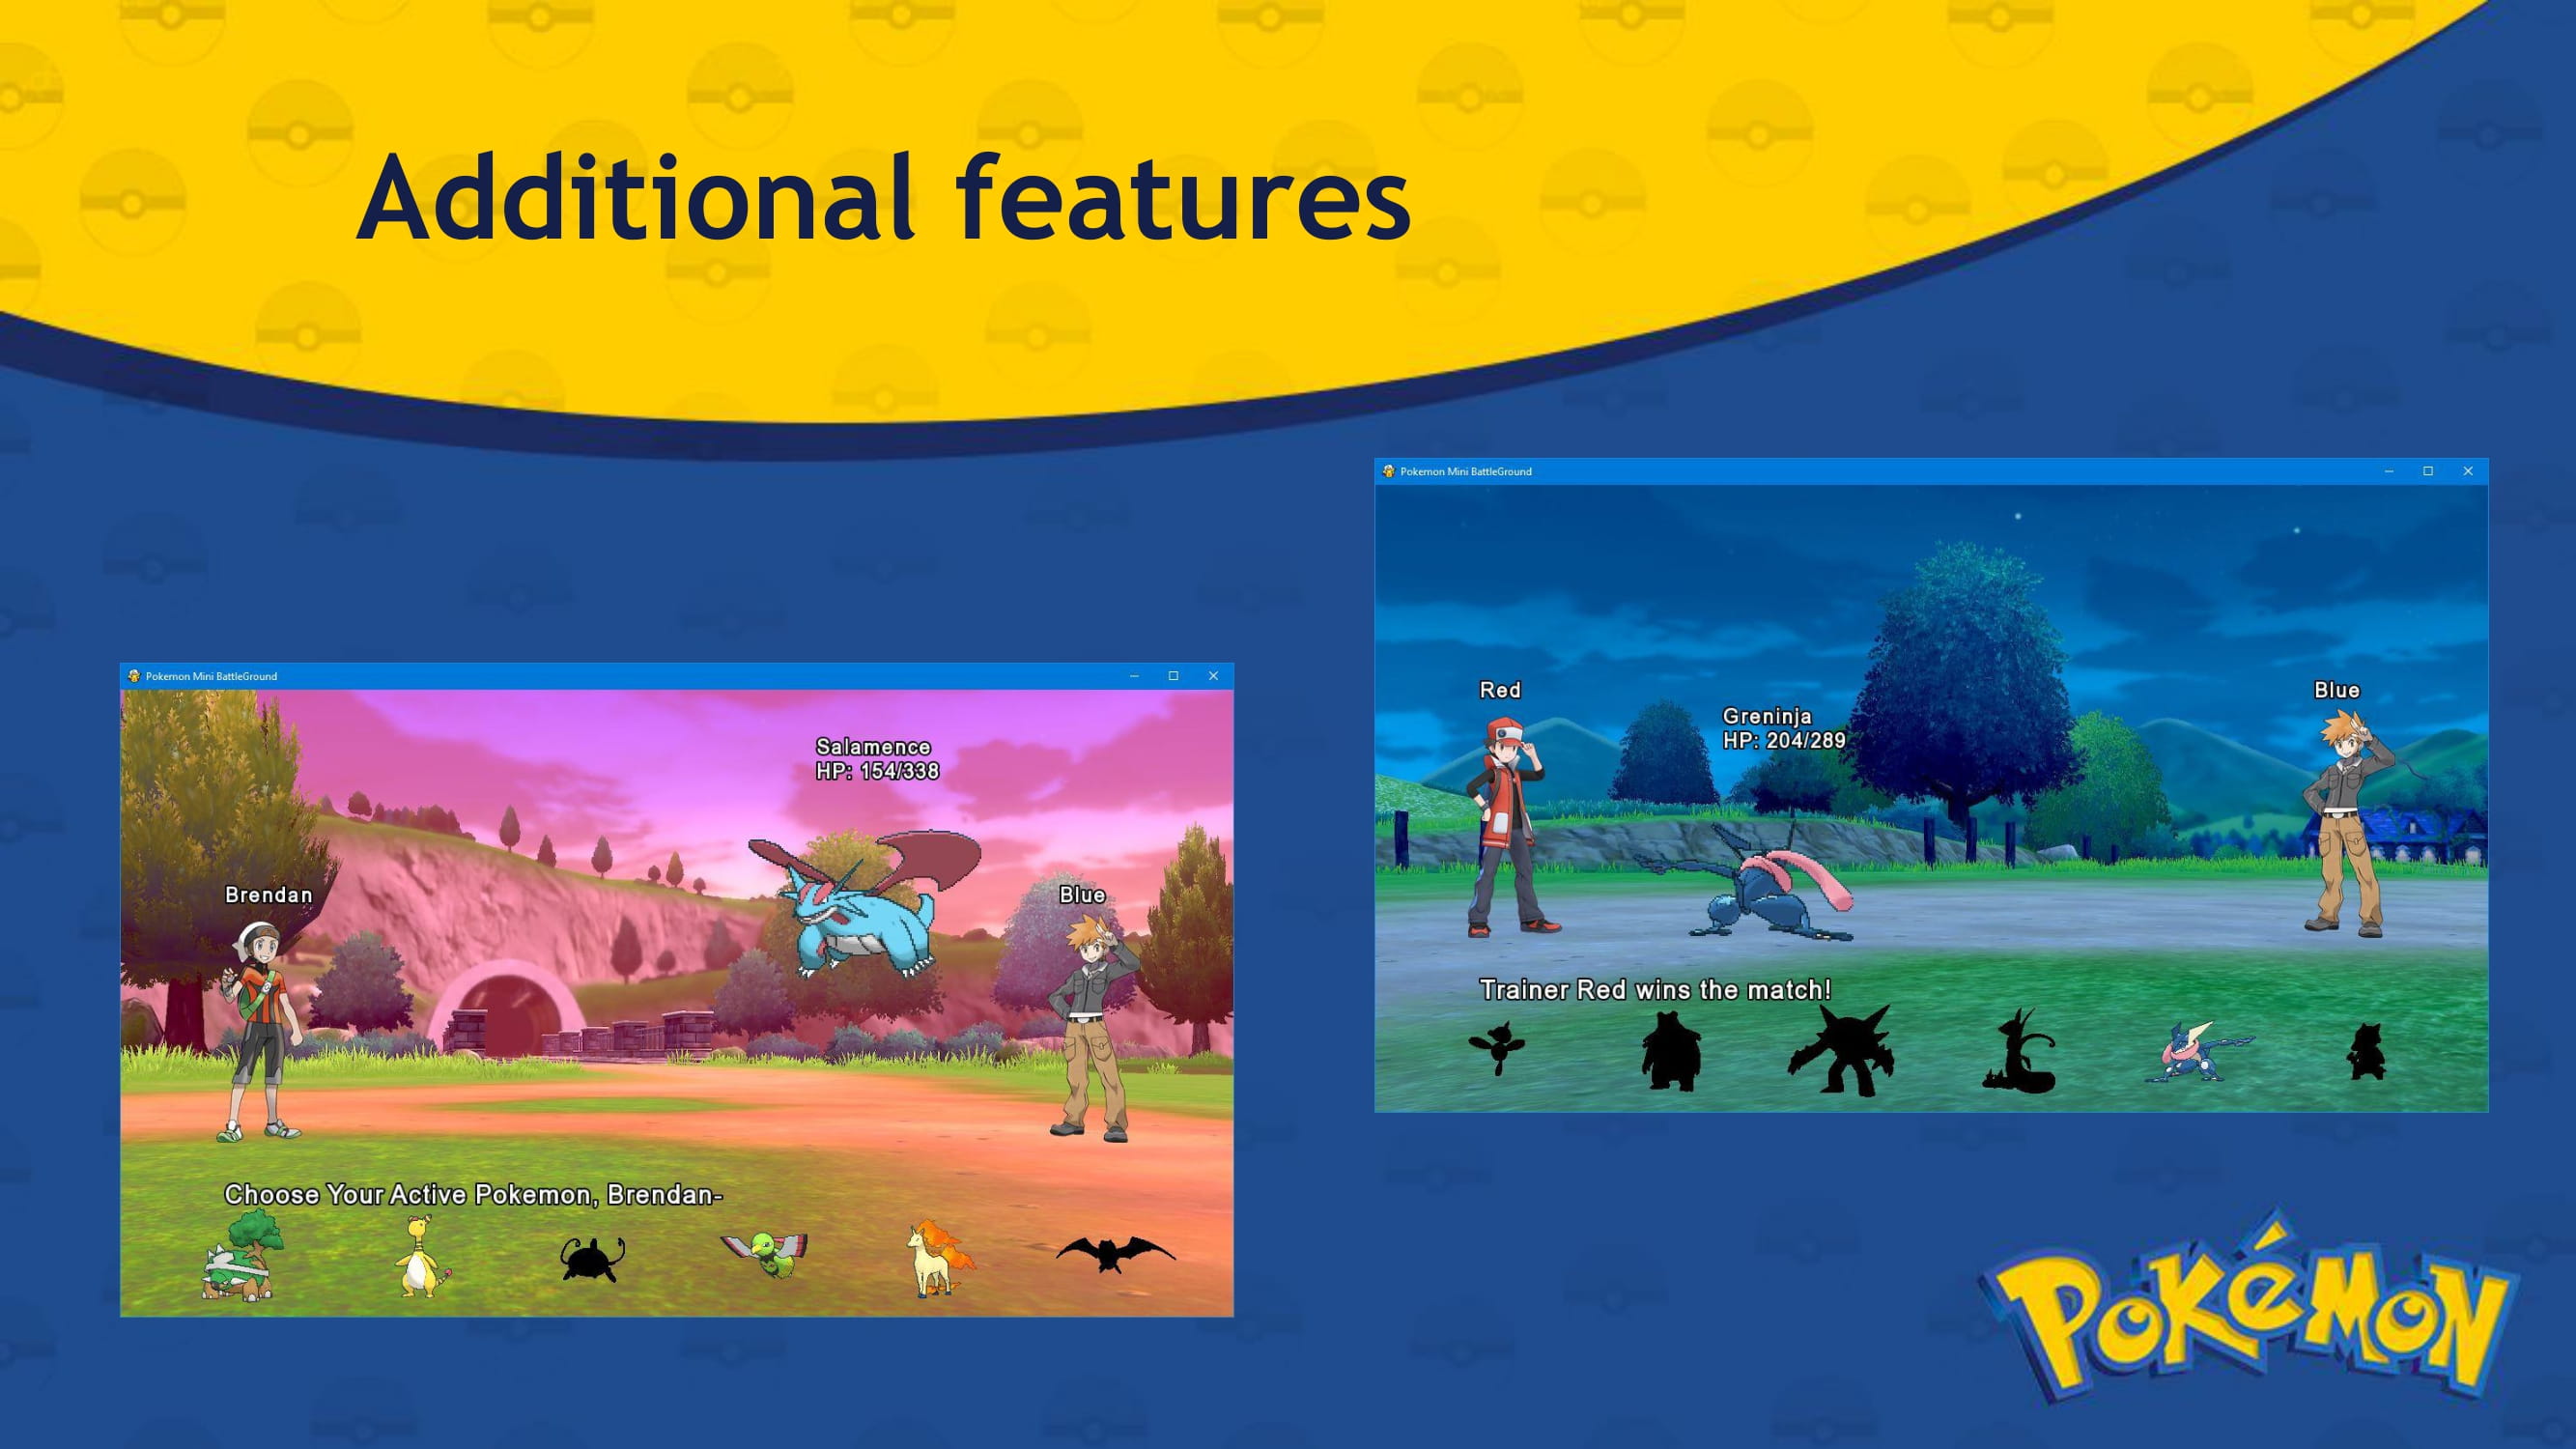 Additional features
Pokemon Mini BattleGround
Salamence
HP: 154/338
Brendan
Blue
Choose Your Active Pokemon, Brendan-
Pokemon Mini BattleGround
Red
Blue
Greninja
HP: 204/289
Trainer Red wins the match!
POKéMON